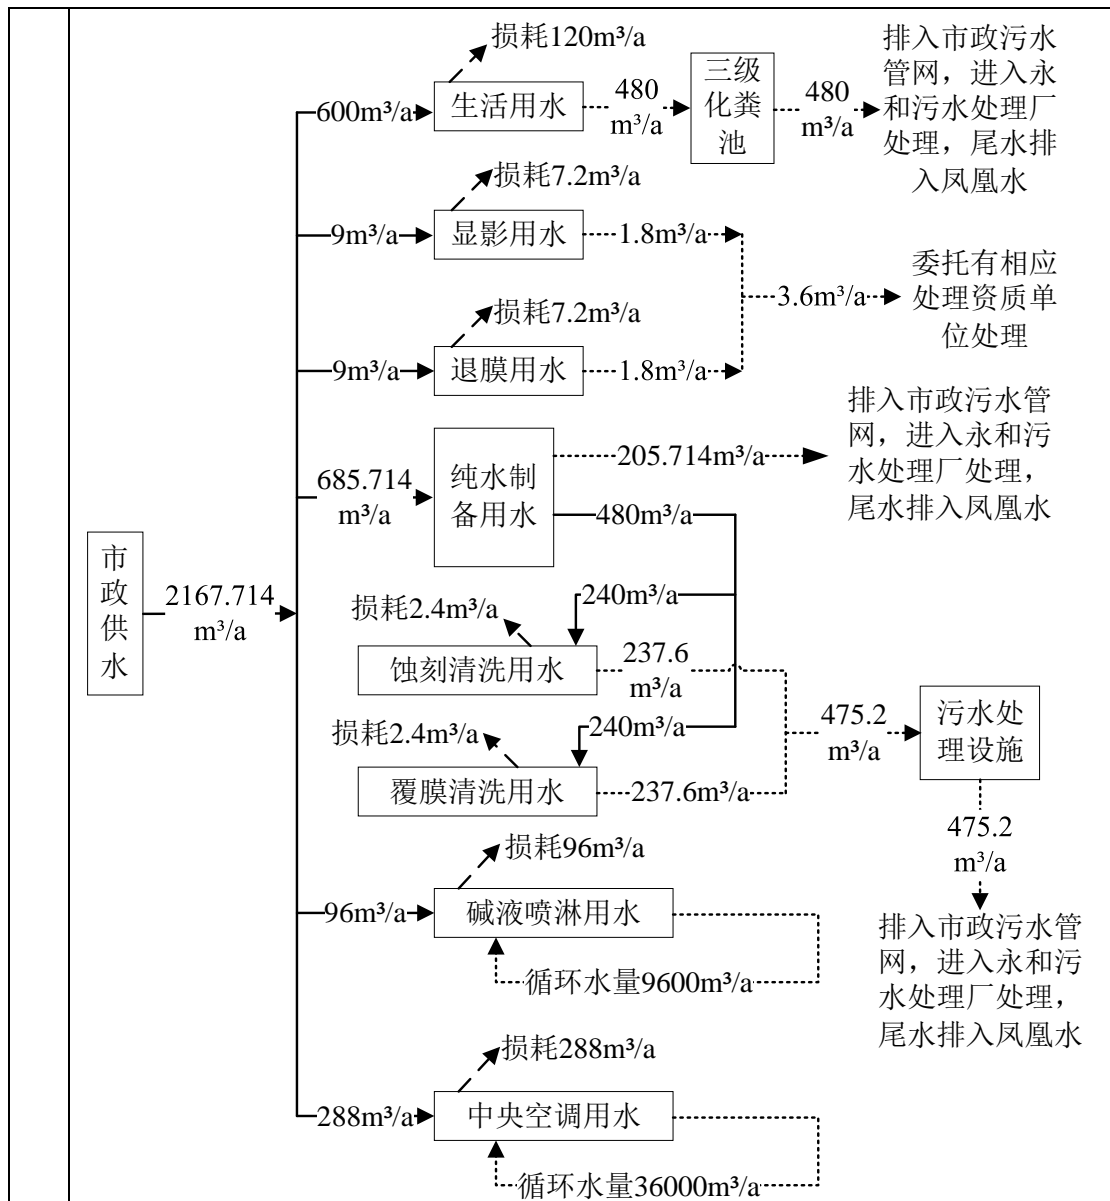 损耗120m³/a
600m³/a
生活用水
480
m³/a
三级
化粪
池
480
m³/a
排入市政污水
管网，进入永
和污水处理厂
处理，尾水排
入凤凰水
损耗7.2m³/a
9m³/a
显影用水
1.8m³/a
3.6m³/a
委托有相应
处理资质单
位处理
损耗7.2m³/a
9m³/a
退膜用水
1.8m³/a
685.714
m³/a
纯水制
备用水
205.714m³/a
排入市政污水管
网，进入永和污
水处理厂处理，
尾水排入凤凰水
480m³/a
市
政
供
水
2167.714
m³/a
240m³/a
损耗2.4m³/a
蚀刻清洗用水
237.6
m³/a
240m³/a
损耗2.4m³/a
覆膜清洗用水
237.6m³/a
475.2
m³/a
污水处
理设施
475.2
m³/a
排入市政污水管
网，进入永和污
水处理厂处理，
尾水排入凤凰水
损耗96m³/a
96m³/a
碱液喷淋用水
循环水量9600m³/a
损耗288m³/a
288m³/a
中央空调用水
循环水量36000m³/a